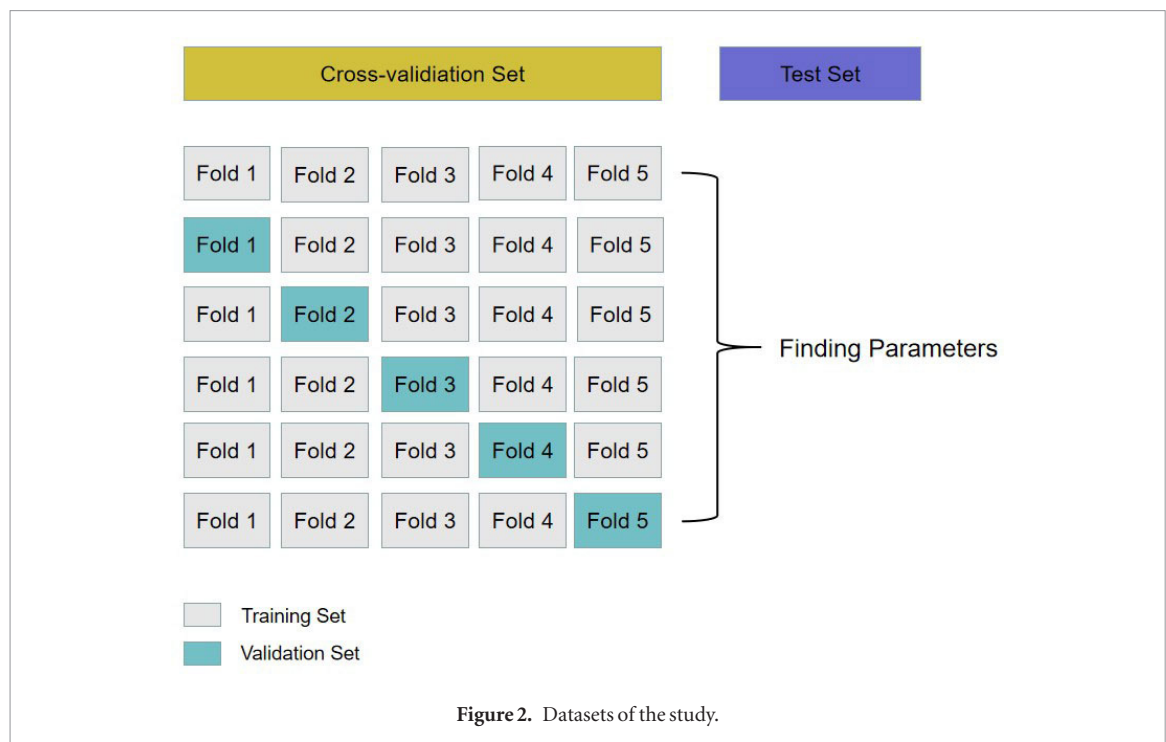 Cross-validiation Set Test Set
Fold 1 Fold 2 Fold 3 Fold 4 Fold 5
Fold 1 Fold 2 Fold 3 Fold 4 Fold 5
Fold 1 Fold 2 Fold 3 Fold 4 Fold 5
Finding Parameters
Fold 1 Fold 2 Fold 3 Fold 4 Fold 5
Fold 1 Fold 2 Fold 3 Fold 4 Fold 5
Fold 1 Fold 2 Fold 3 Fold 4 Fold 5
Training Set
Validation Set
Figure 2. Datasets of the study.